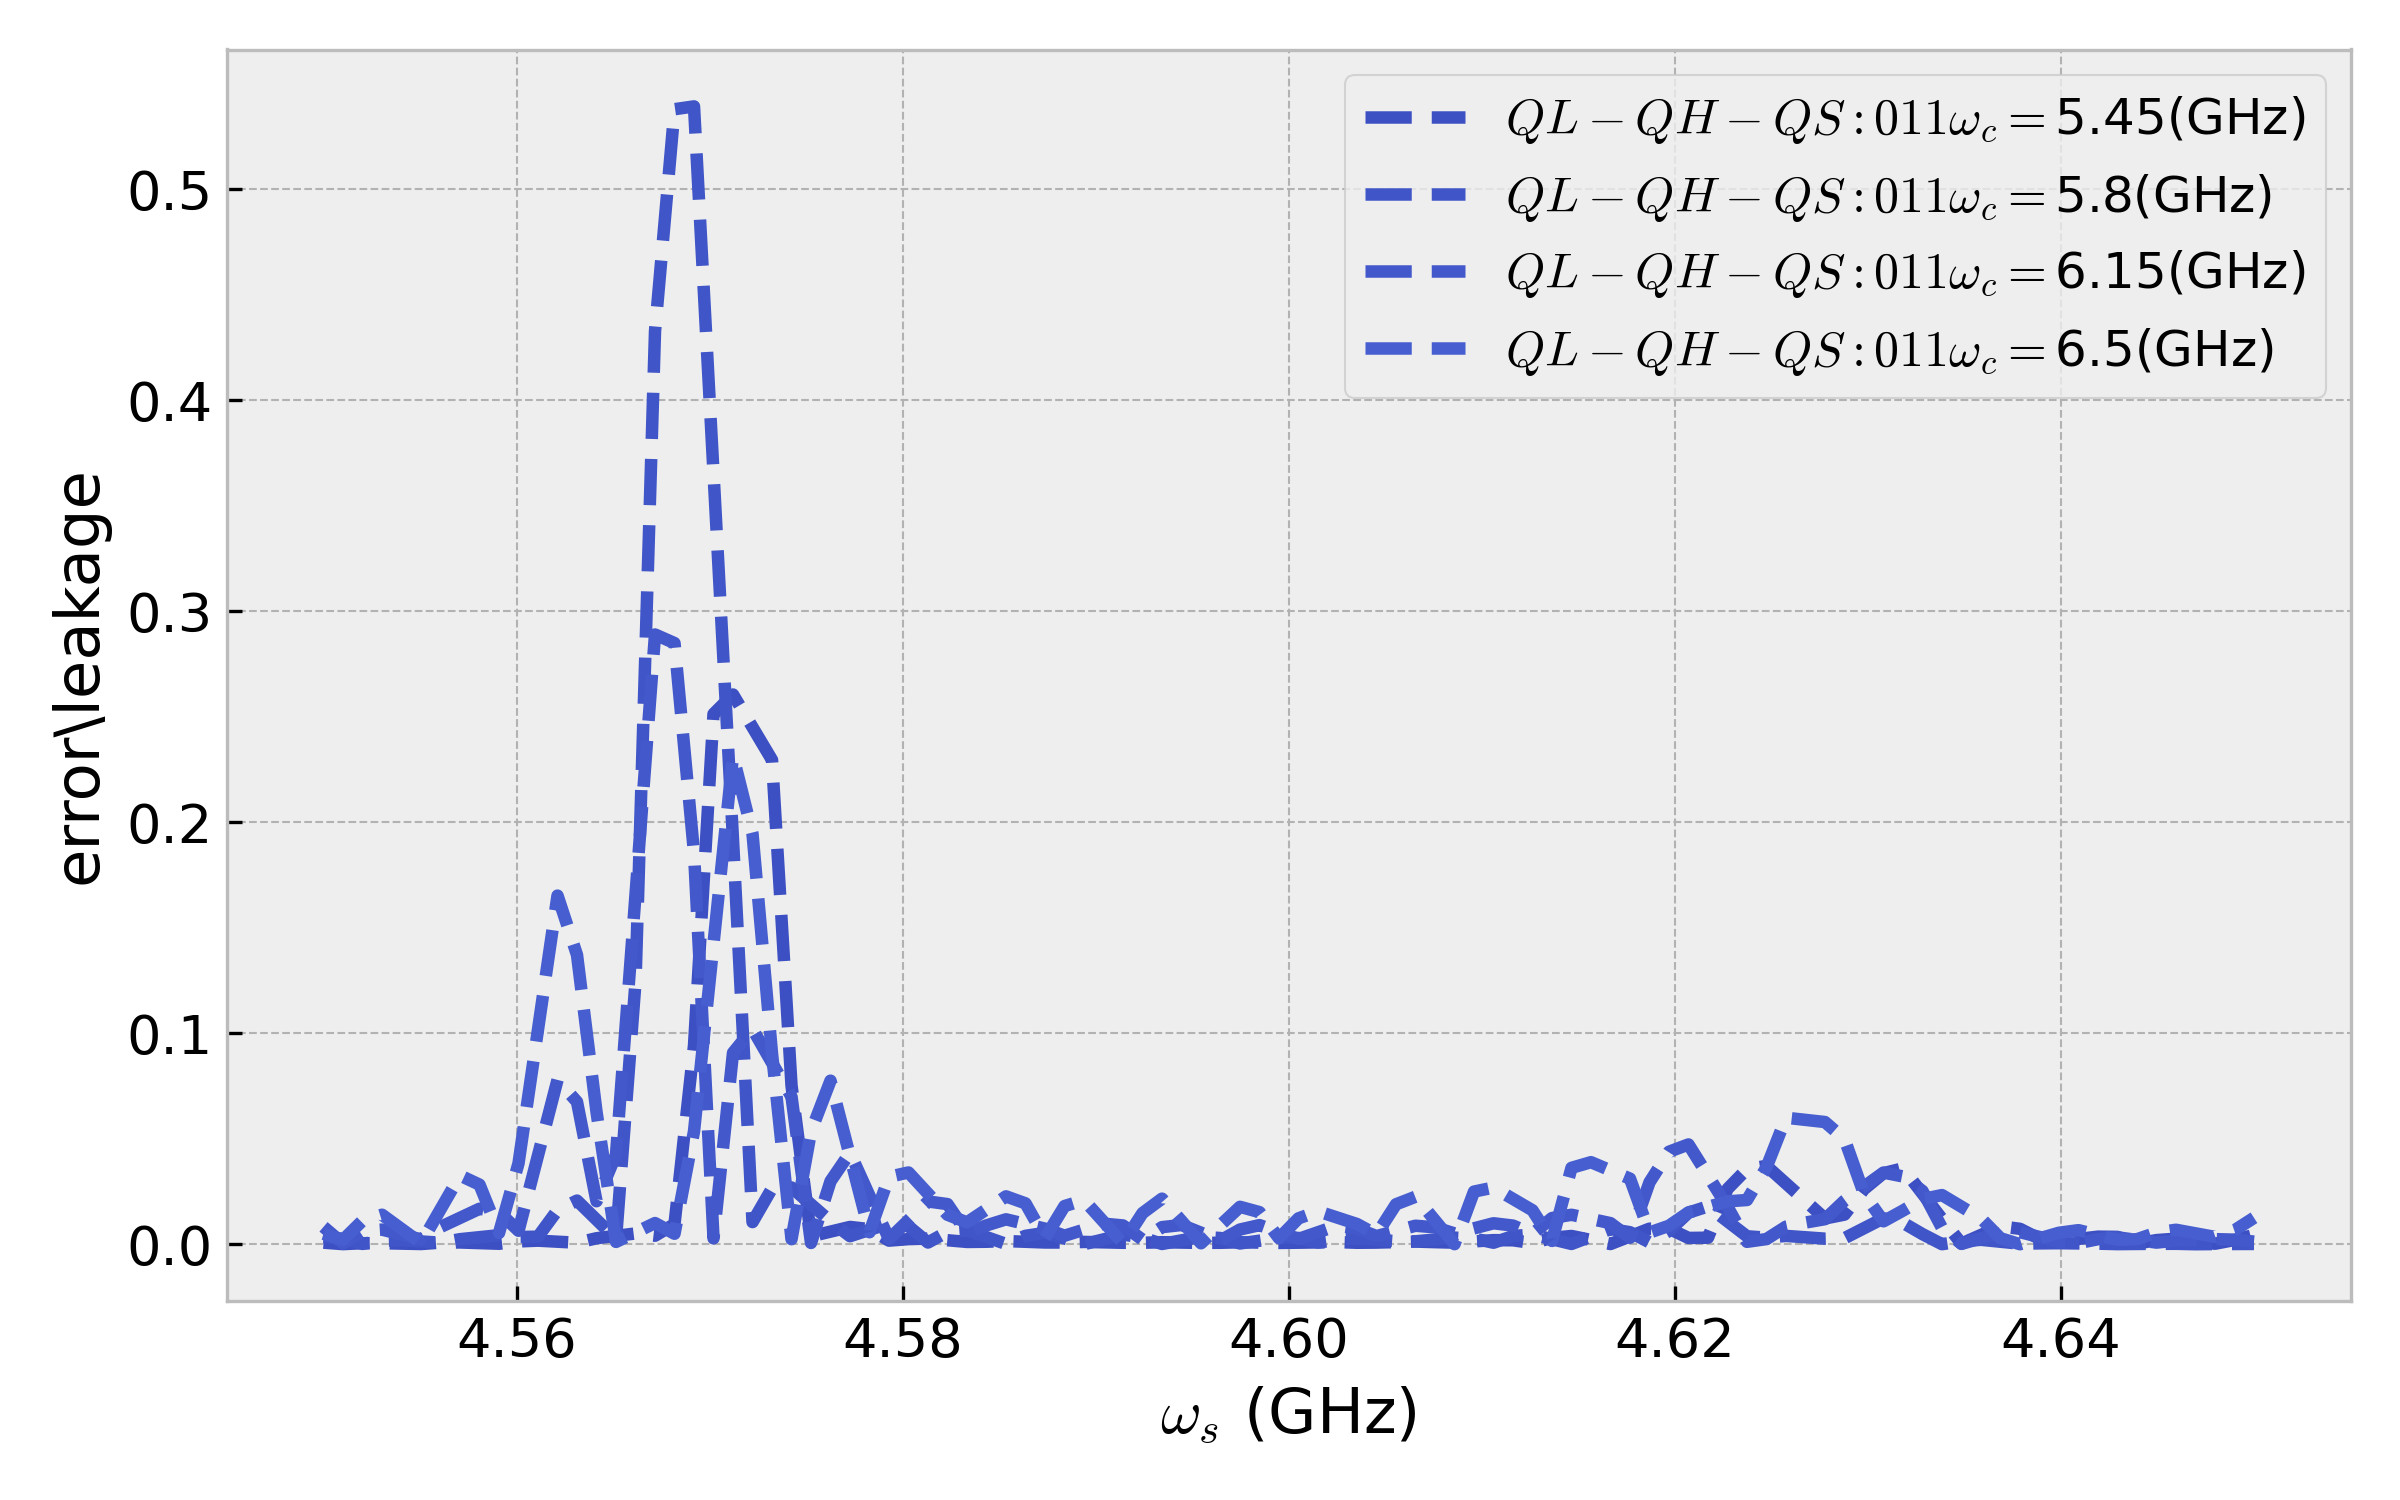 QL − QH − QS : 011ω_c = 5.45(GHz)
QL − QH − QS : 011ω_c = 5.8(GHz)
QL − QH − QS : 011ω_c = 6.15(GHz)
QL − QH − QS : 011ω_c = 6.5(GHz)
error\leakage
0.5
0.4
0.3
0.2
0.1
0.0
4.56 4.58 4.60 4.62 4.64
ω_s (GHz)